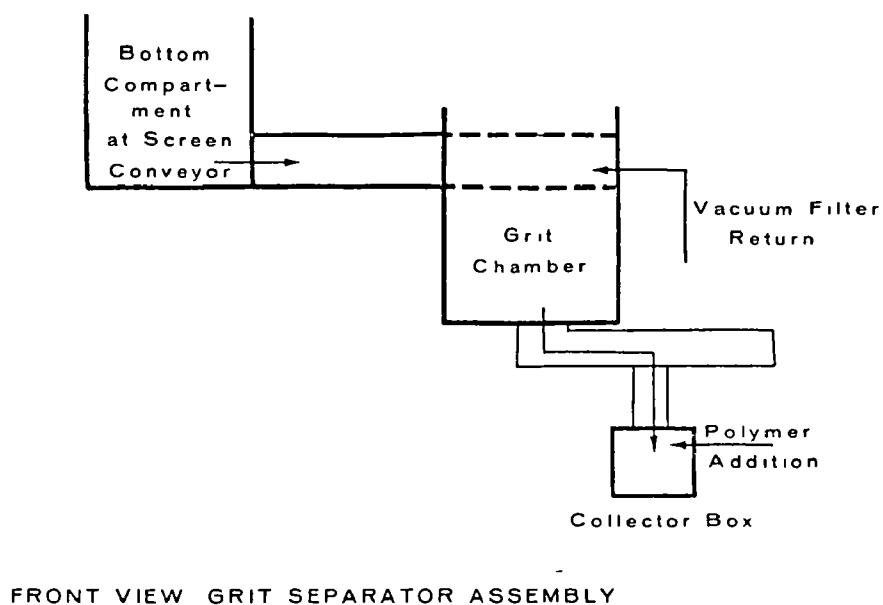 Bottom
Compart-
ment
at Screen
Conveyor
Vacuum Filter
Return
Grit
Chamber
Polymer
Addition
Collector Box
FRONT VIEW GRIT SEPARATOR ASSEMBLY